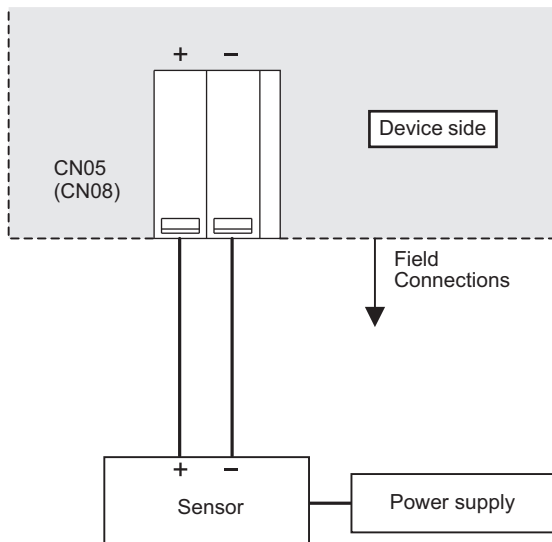 + −
Device side
CN05
(CN08)
Field
Connections
+ −
Sensor
Power supply